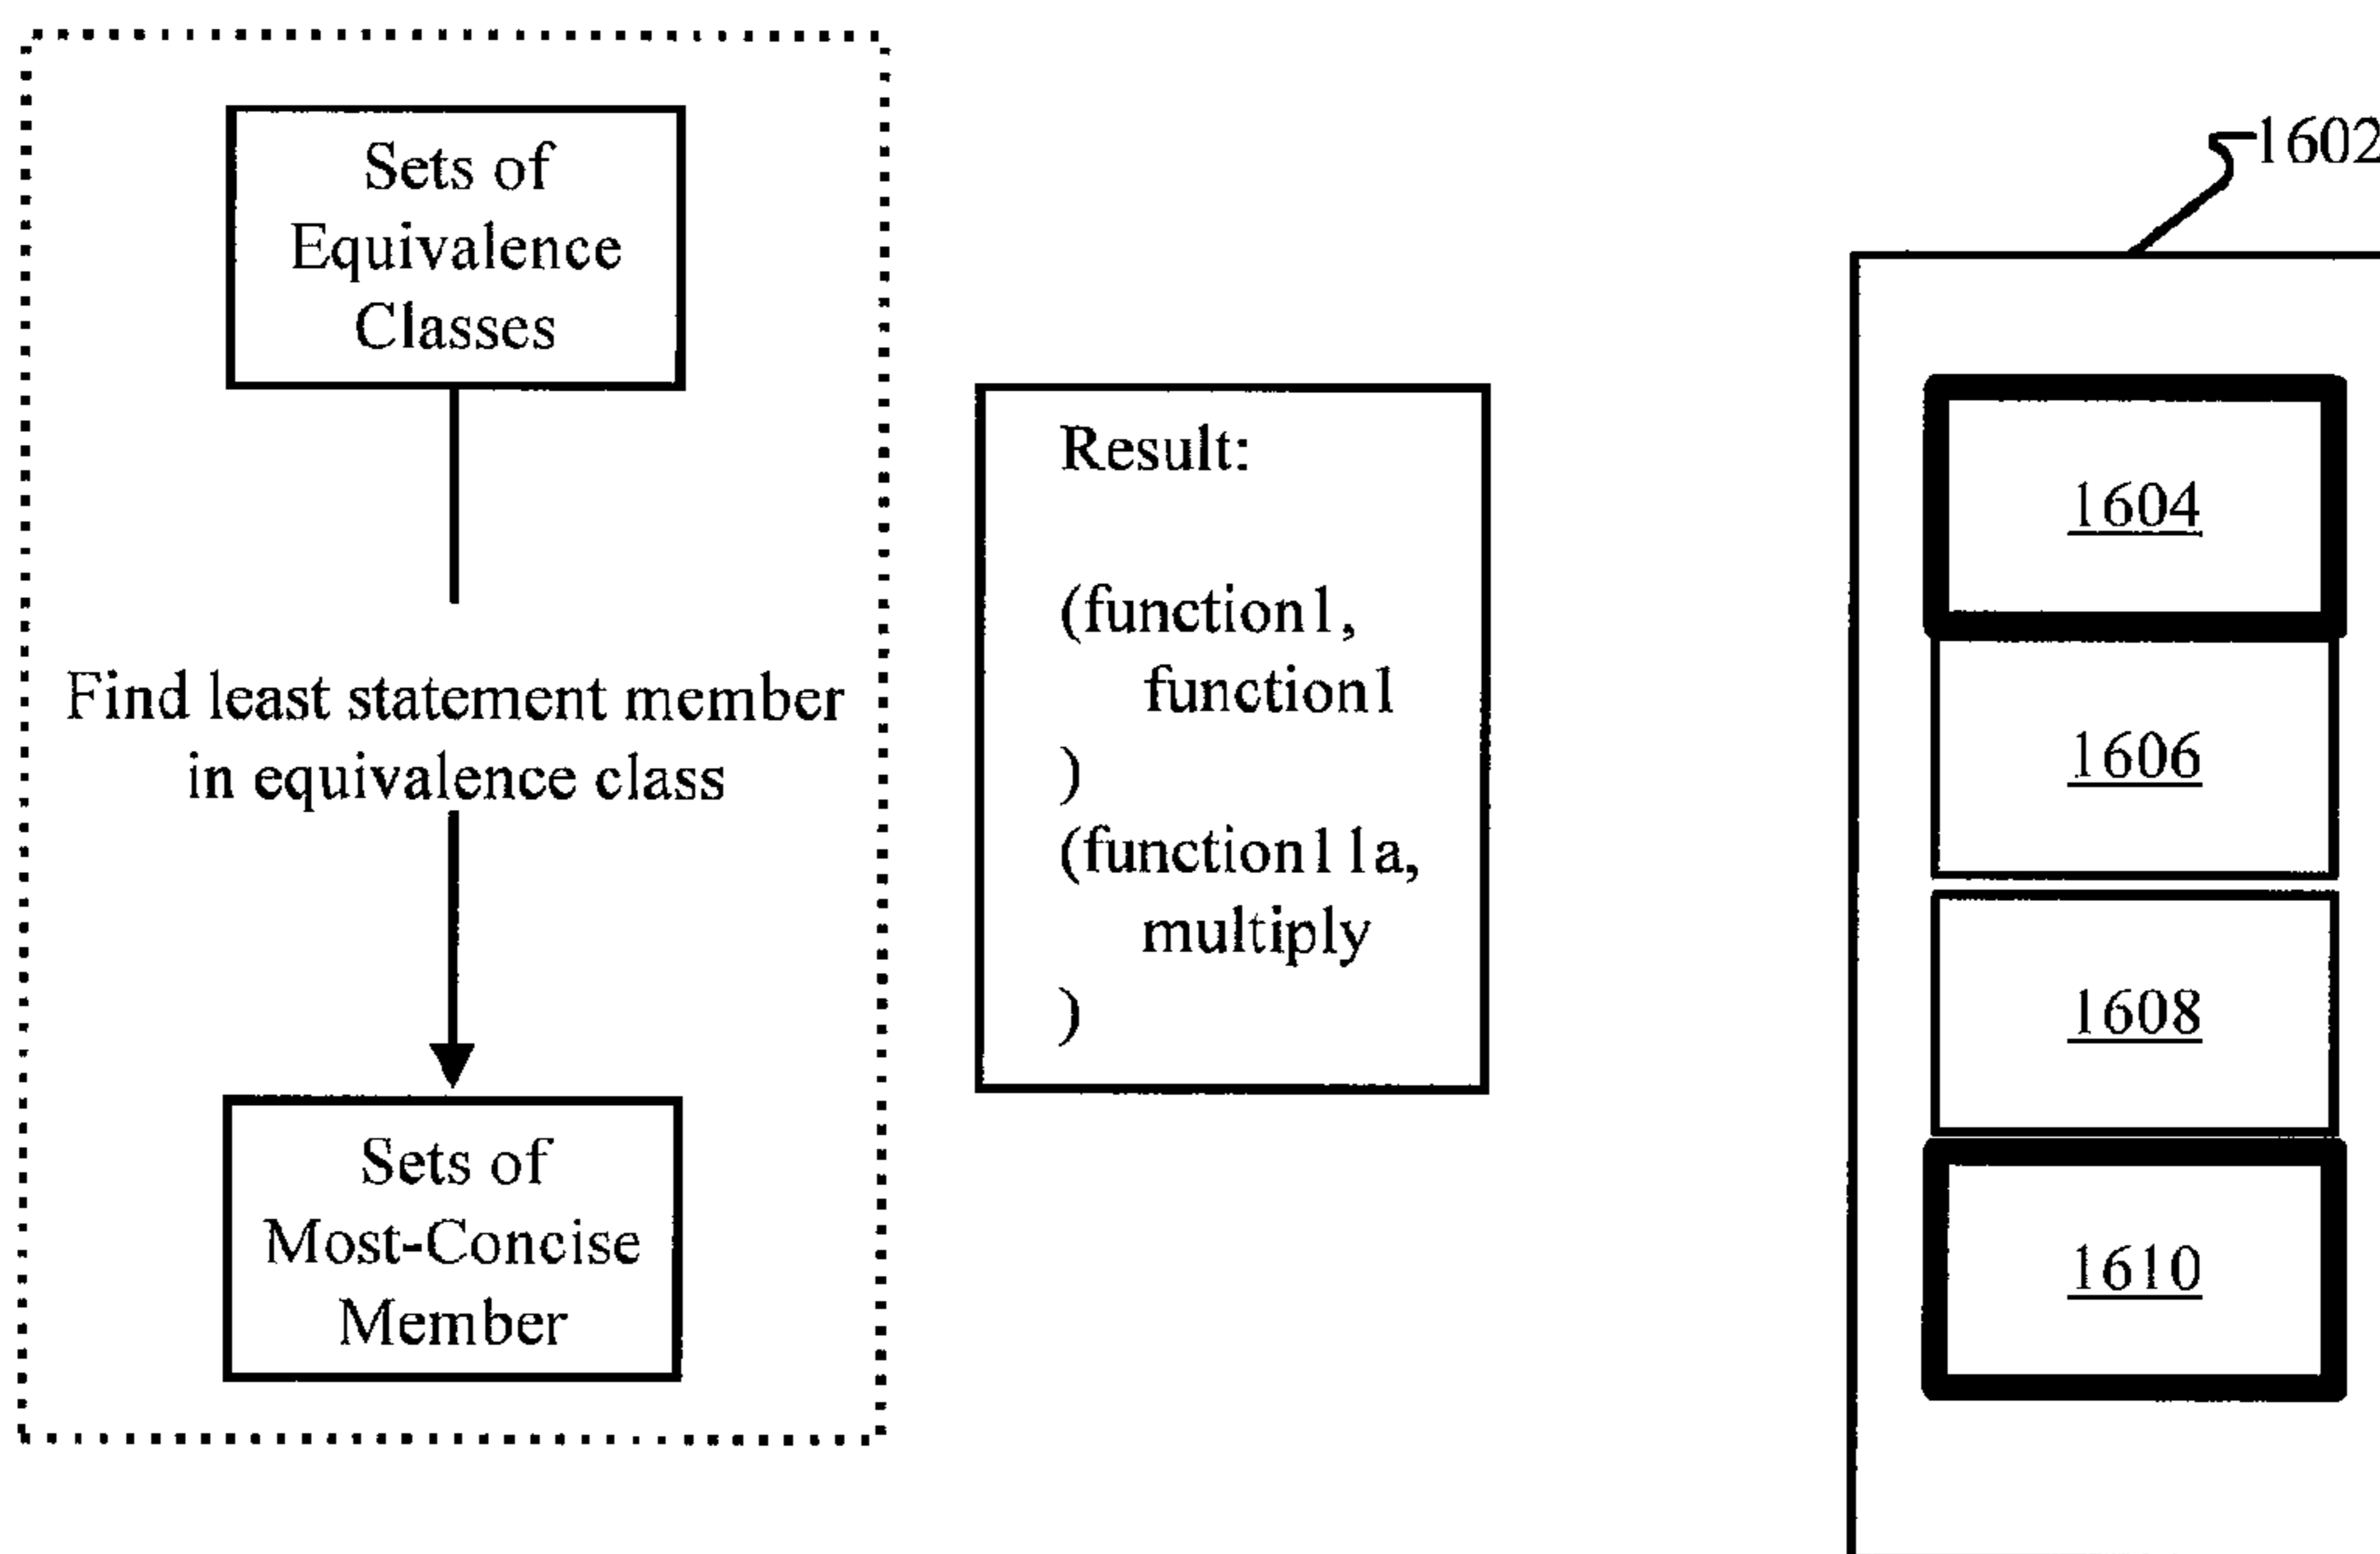 Sets of
Equivalence
Classes
Find least statement member
in equivalence class
Sets of
Most-Concise
Member
Result:
(function1,
function1
)
(function11a,
multiply
)
1602
1604
1606
1608
1610